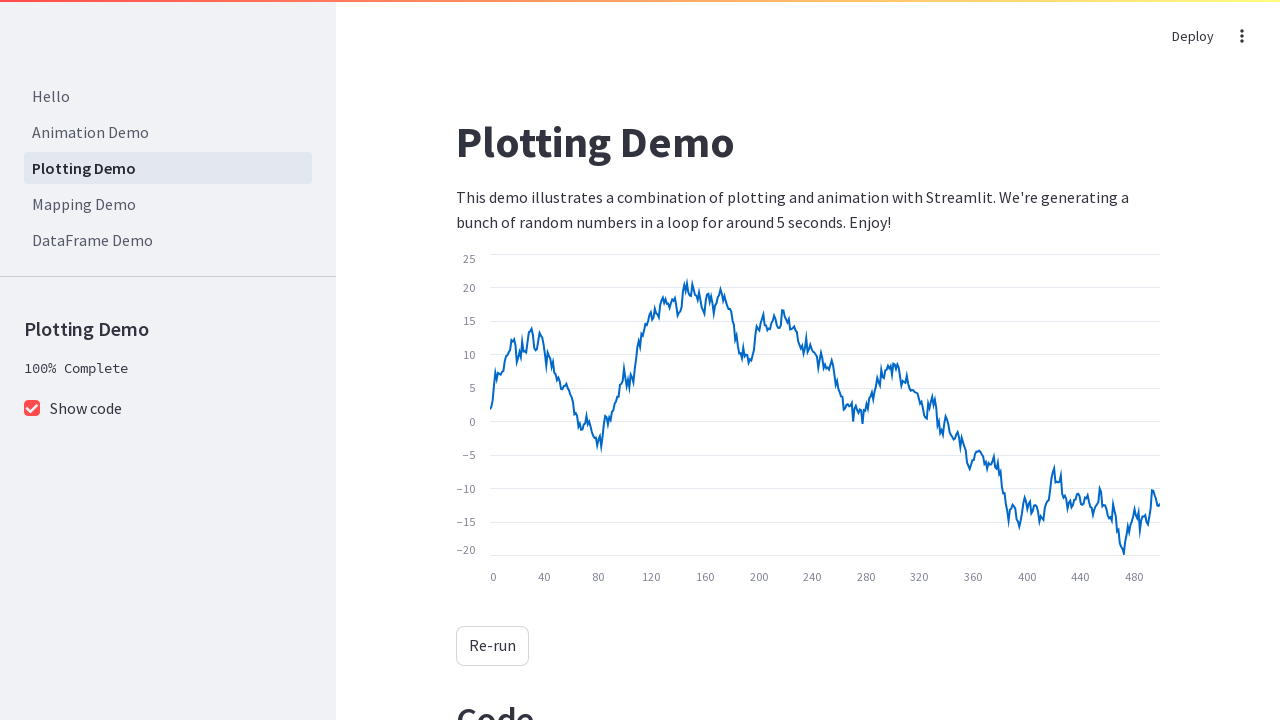 Deploy
Hello
Animation Demo
Plotting Demo
Mapping Demo
DataFrame Demo
Plotting Demo
100% Complete
Show code
Plotting Demo
This demo illustrates a combination of plotting and animation with Streamlit. We're generating a
bunch of random numbers in a loop for around 5 seconds. Enjoy!
25
20
15
10
5
0
−5
−10
−15
−20
0 40 80 120 160 200 240 280 320 360 400 440 480
Re-run
Code